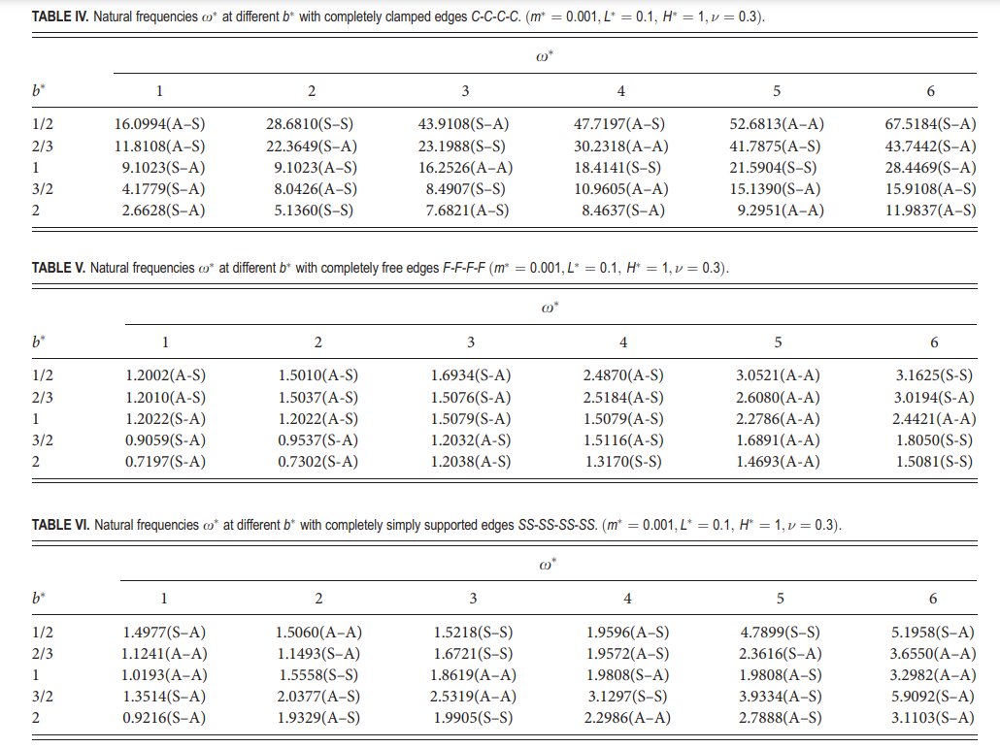 TABLE IV. Natural frequencies ω* at different b* with completely clamped edges C-C-C-C. (m* = 0.001, L* = 0.1, H* = 1, ν = 0.3).
ω*
b* 1 2 3 4 5 6
1/2 16.0994(A–S) 28.6810(S–S) 43.9108(S–A) 47.7197(A–S) 52.6813(A–A) 67.5184(S–A)
2/3 11.8108(A–S) 22.3649(S–A) 23.1988(S–S) 30.2318(A–A) 41.7875(A–S) 43.7442(S–A)
1 9.1023(S–A) 9.1023(A–S) 16.2526(A–A) 18.4141(S–S) 21.5904(S–S) 28.4469(S–A)
3/2 4.1779(S–A) 8.0426(A–S) 8.4907(S–S) 10.9605(A–A) 15.1390(S–A) 15.9108(A–S)
2 2.6628(S–A) 5.1360(S–S) 7.6821(A–S) 8.4637(S–A) 9.2951(A–A) 11.9837(A–S)
TABLE V. Natural frequencies ω* at different b* with completely free edges F-F-F-F (m* = 0.001, L* = 0.1, H* = 1, ν = 0.3).
ω*
b* 1 2 3 4 5 6
1/2 1.2002(A-S) 1.5010(A-S) 1.6934(S-A) 2.4870(A-S) 3.0521(A-A) 3.1625(S-S)
2/3 1.2010(A-S) 1.5037(A-S) 1.5076(S-A) 2.5184(A-S) 2.6080(A-A) 3.0194(S-A)
1 1.2022(S-A) 1.2022(A-S) 1.5079(S-A) 1.5079(A-S) 2.2786(A-A) 2.4421(A-A)
3/2 0.9059(S-A) 0.9537(S-A) 1.2032(A-S) 1.5116(A-S) 1.6891(A-A) 1.8050(S-S)
2 0.7197(S-A) 0.7302(S-A) 1.2038(A-S) 1.3170(S-S) 1.4693(A-A) 1.5081(S-S)
TABLE VI. Natural frequencies ω* at different b* with completely simply supported edges SS-SS-SS-SS. (m* = 0.001, L* = 0.1, H* = 1, ν = 0.3).
ω*
b* 1 2 3 4 5 6
1/2 1.4977(S–A) 1.5060(A–A) 1.5218(S–S) 1.9596(A–S) 4.7899(S–S) 5.1958(S–A)
2/3 1.1241(A–A) 1.1493(S–A) 1.6721(S–S) 1.9572(A–S) 2.3616(S–A) 3.6550(A–A)
1 1.0193(A–A) 1.5558(S–S) 1.8619(A–A) 1.9808(S–A) 1.9808(A–S) 3.2982(A–A)
3/2 1.3514(S–A) 2.0377(A–S) 2.5319(A–A) 3.1297(S–S) 3.9334(A–S) 5.9092(S–A)
2 0.9216(S–A) 1.9329(A–S) 1.9905(S–S) 2.2986(A–A) 2.7888(A–S) 3.1103(S–A)